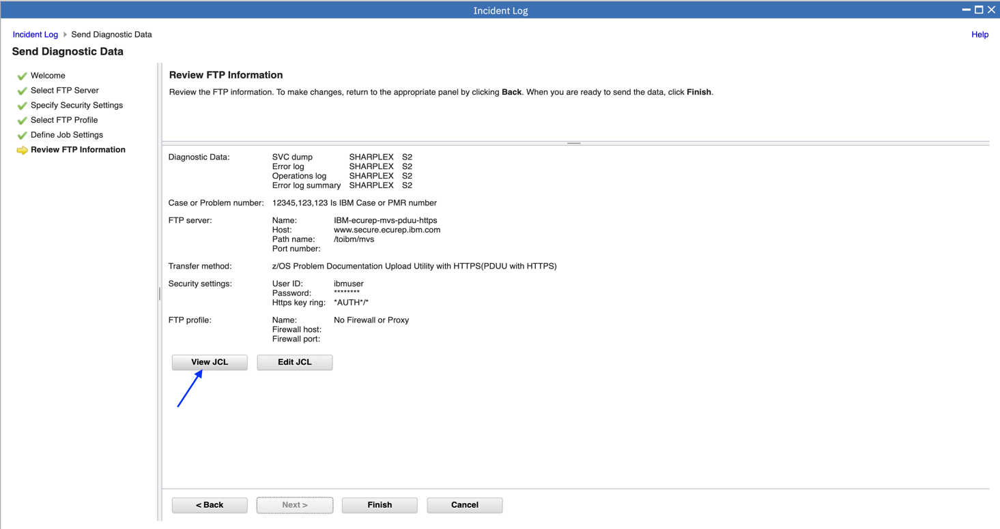 Incident Log
Incident Log Send Diagnostic Data Help
Send Diagnostic Data
Welcome
Select FTP Server
Specify Security Settings
Select FTP Profile
Define Job Settings
Review FTP Information
Review FTP Information
Review the FTP information. To make changes, return to the appropriate panel by clicking Back. When you are ready to send the data, click Finish.
Diagnostic Data: SVC dump SHARPLEX S2
Error log SHARPLEX S2
Operations log SHARPLEX S2
Error log summary SHARPLEX S2
Case or Problem number: 12345,123,123 Is IBM Case or PMR number
FTP server: Name: IBM-ecurep-mvs-pduu-https
Host: www.secure.ecurep.ibm.com
Path name: /toibm/mvs
Port number:
Transfer method: z/OS Problem Documentation Upload Utility with HTTPS(PDUU with HTTPS)
Security settings: User ID: ibmuser
Password: ********
Https key ring: *AUTH*/*
FTP profile: Name: No Firewall or Proxy
Firewall host:
Firewall port:
View JCL Edit JCL
< Back Next > Finish Cancel